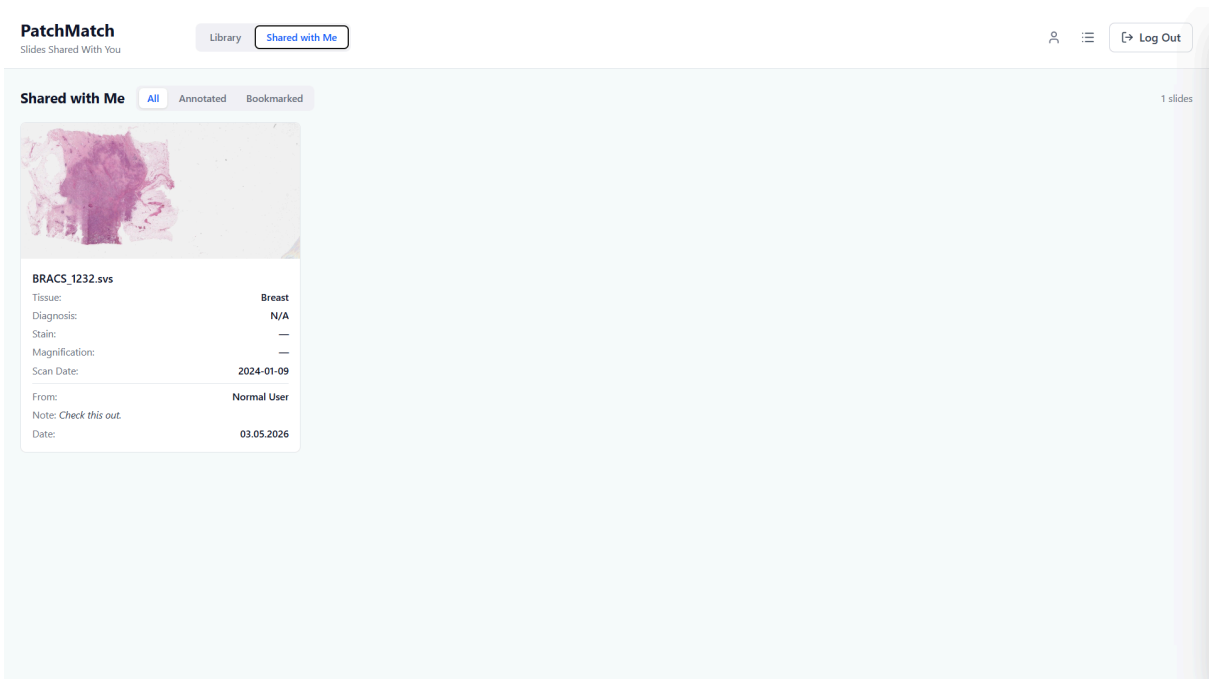 PatchMatch
Slides Shared With You
Library
Shared with Me
Log Out
Shared with Me
All
Annotated
Bookmarked
1 slides
BRACS_1232.svs
Tissue: Breast
Diagnosis: N/A
Stain: —
Magnification: —
Scan Date: 2024-01-09
From: Normal User
Note: Check this out.
Date: 03.05.2026